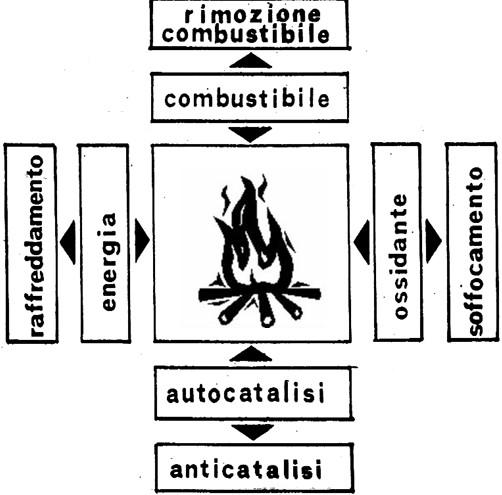 rimozione
combustibile
combustibile
raffreddamento
energia
ossidante
soffocamento
autocatalisi
anticatalisi